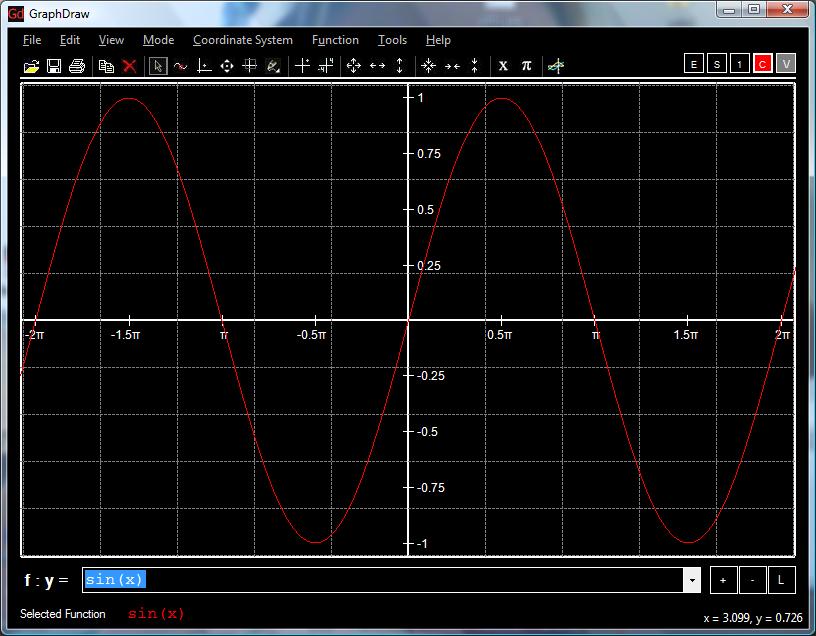 Gd GraphDraw
File Edit View Mode Coordinate System Function Tools Help
x π E S 1 C V
1
0.75
0.5
0.25
-2π -1.5π π -0.5π 0.5π π 1.5π 2π
-0.25
-0.5
-0.75
-1
f : y = sin(x) + - L
Selected Function sin(x)
x = 3.099, y = 0.726